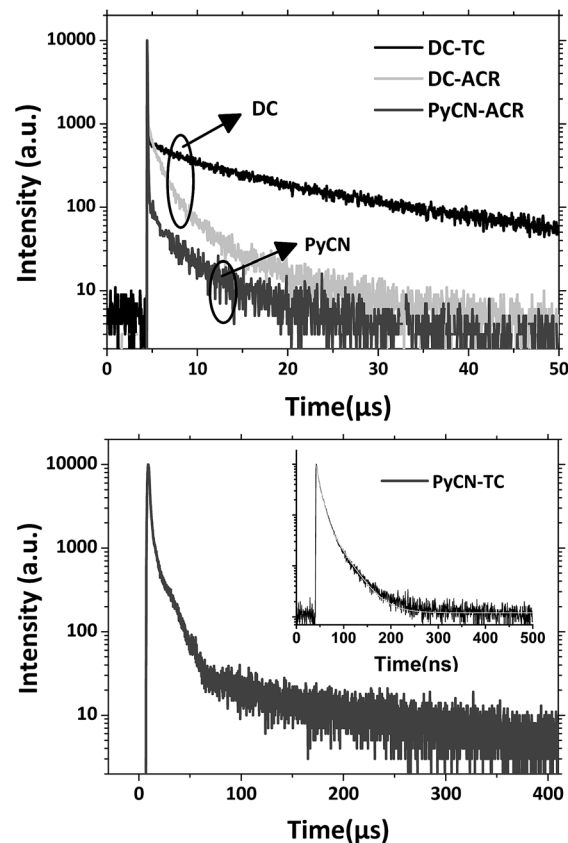 10000
1000
100
10
Intensity (a.u.)
DC-TC
DC-ACR
PyCN-ACR
DC
PyCN
0 10 20 30 40 50
Time(µs)
10000
1000
100
10
Intensity (a.u.)
PyCN-TC
0 100 200 300 400 500
Time(ns)
0 100 200 300 400
Time(µs)